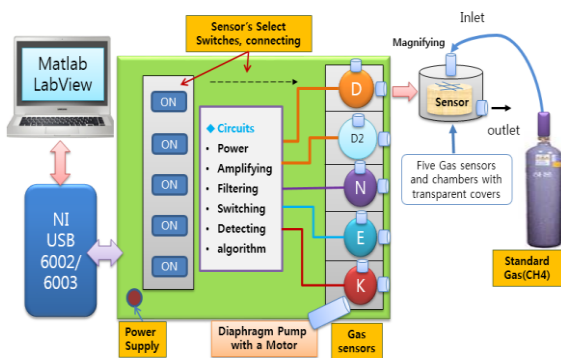 Sensor's Select
Switches, connecting
Inlet
Magnifying
Matlab
LabView
ON
ON
ON
ON
ON
◆ Circuits
• Power
• Amplifying
• Filtering
• Switching
• Detecting
• algorithm
D
D2
N
E
K
Sensor
outlet
Five Gas sensors
and chambers with
transparent covers
NI
USB
6002/
6003
Standard
Gas(CH4)
Power
Supply
Diaphragm Pump
with a Motor
Gas
sensors